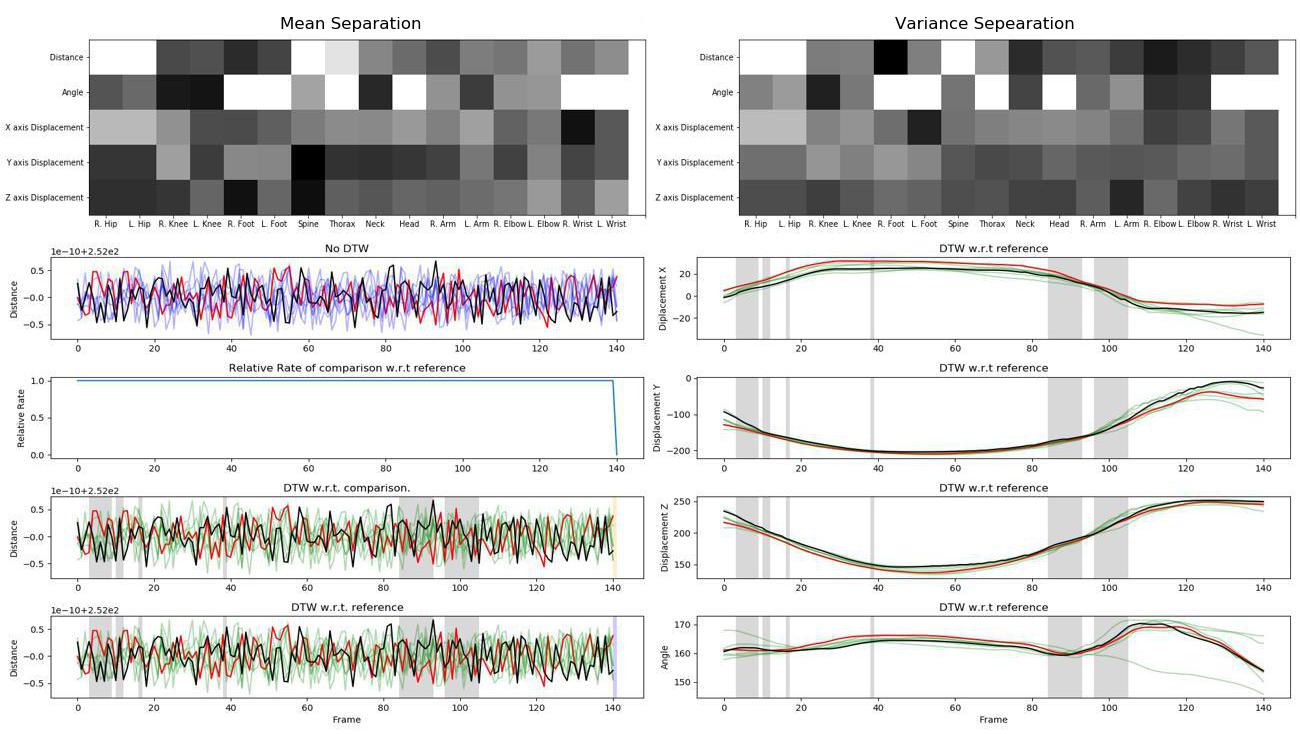 Mean Separation
Variance Sepearation
Distance
Angle
X axis Displacement
Y axis Displacement
Z axis Displacement
R. Hip L. Hip R. Knee L. Knee R. Foot L. Foot Spine Thorax Neck Head R. Arm L. Arm R. Elbow L. Elbow R. Wrist L. Wrist
Distance
Angle
X axis Displacement
Y axis Displacement
Z axis Displacement
R. Hip L. Hip R. Knee L. Knee R. Foot L. Foot Spine Thorax Neck Head R. Arm L. Arm R. Elbow L. Elbow R. Wrist L. Wrist
No DTW
1e−10+2.52e2
Distance
0.5
−0.0
−0.5
0 20 40 60 80 100 120 140
DTW w.r.t reference
Diplacement X
20
0
−20
0 20 40 60 80 100 120 140
Relative Rate of comparison w.r.t reference
Relative Rate
1.0
0.5
0.0
0 20 40 60 80 100 120 140
DTW w.r.t reference
Displacement Y
0
−100
−200
0 20 40 60 80 100 120 140
DTW w.r.t. comparison.
1e−10+2.52e2
Distance
0.5
−0.0
−0.5
0 20 40 60 80 100 120 140
DTW w.r.t reference
Displacement Z
250
200
150
0 20 40 60 80 100 120 140
DTW w.r.t. reference
1e−10+2.52e2
Distance
0.5
−0.0
−0.5
0 20 40 60 80 100 120 140
Frame
DTW w.r.t reference
Angle
170
160
150
0 20 40 60 80 100 120 140
Frame